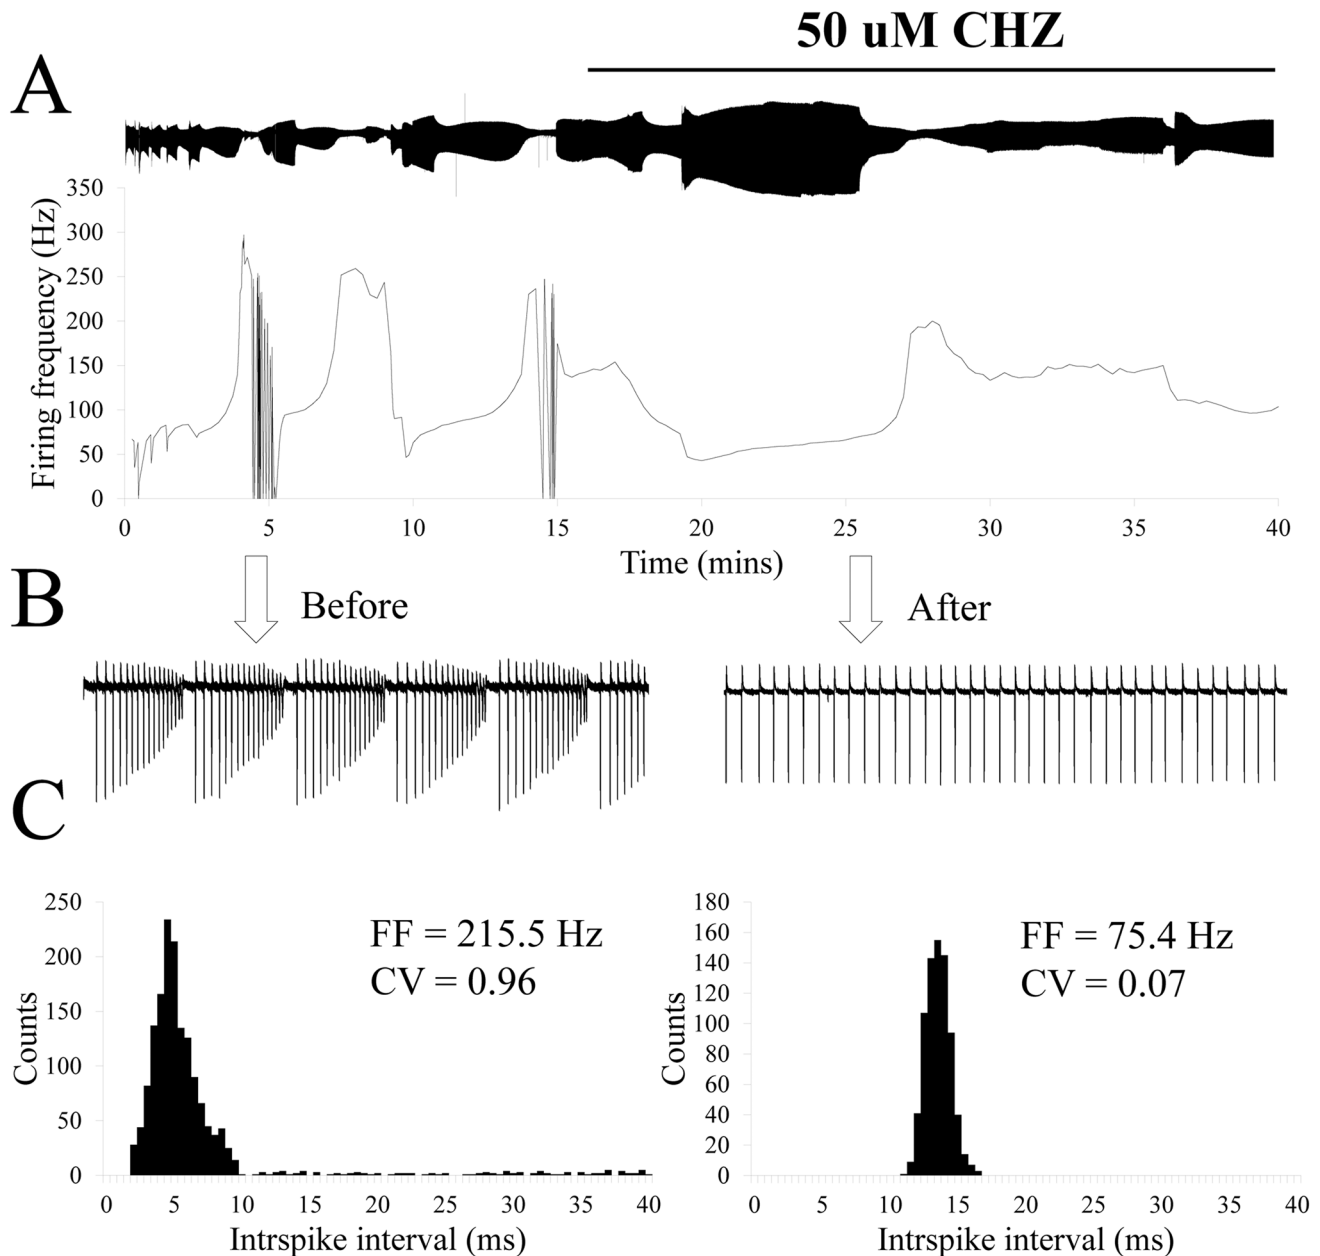 50 uM CHZ
A
Firing frequency (Hz)
350
300
250
200
150
100
50
0
0 5 10 15 20 25 30 35 40
Time (mins)
B
Before
After
C
Counts
250
200
150
100
50
0
FF = 215.5 Hz
CV = 0.96
0 5 10 15 20 25 30 35 40
Intrspike interval (ms)
Counts
180
160
140
120
100
80
60
40
20
0
FF = 75.4 Hz
CV = 0.07
0 5 10 15 20 25 30 35 40
Intrspike interval (ms)